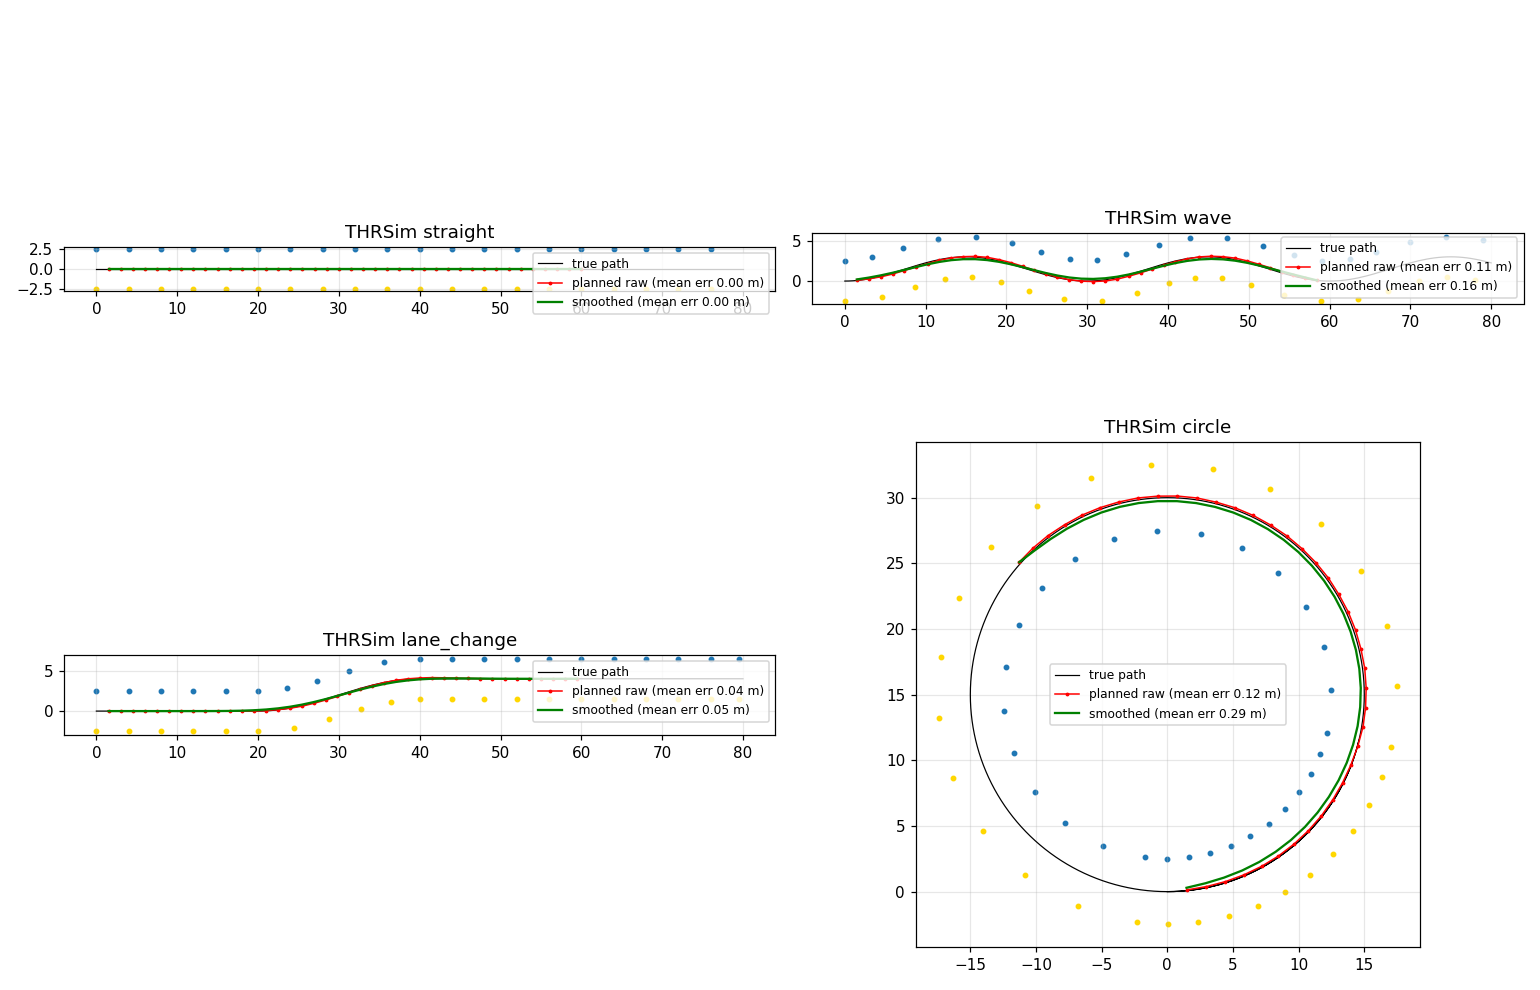 THRSim straight
2.5
0.0
−2.5
true path
planned raw (mean err 0.00 m)
smoothed (mean err 0.00 m)
0 10 20 30 40 50 60 70 80
THRSim wave
5
0
true path
planned raw (mean err 0.11 m)
smoothed (mean err 0.16 m)
0 10 20 30 40 50 60 70 80
THRSim lane_change
5
0
true path
planned raw (mean err 0.04 m)
smoothed (mean err 0.05 m)
0 10 20 30 40 50 60 70 80
THRSim circle
30
25
20
15
10
5
0
true path
planned raw (mean err 0.12 m)
smoothed (mean err 0.29 m)
−15 −10 −5 0 5 10 15